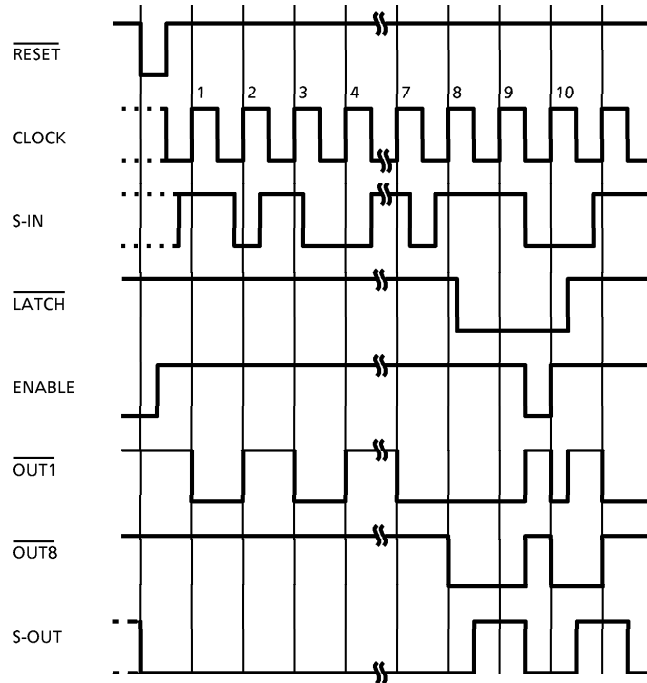 RESET
1 2 3 4 7 8 9 10
CLOCK
S-IN
LATCH
ENABLE
OUT1
OUT8
S-OUT